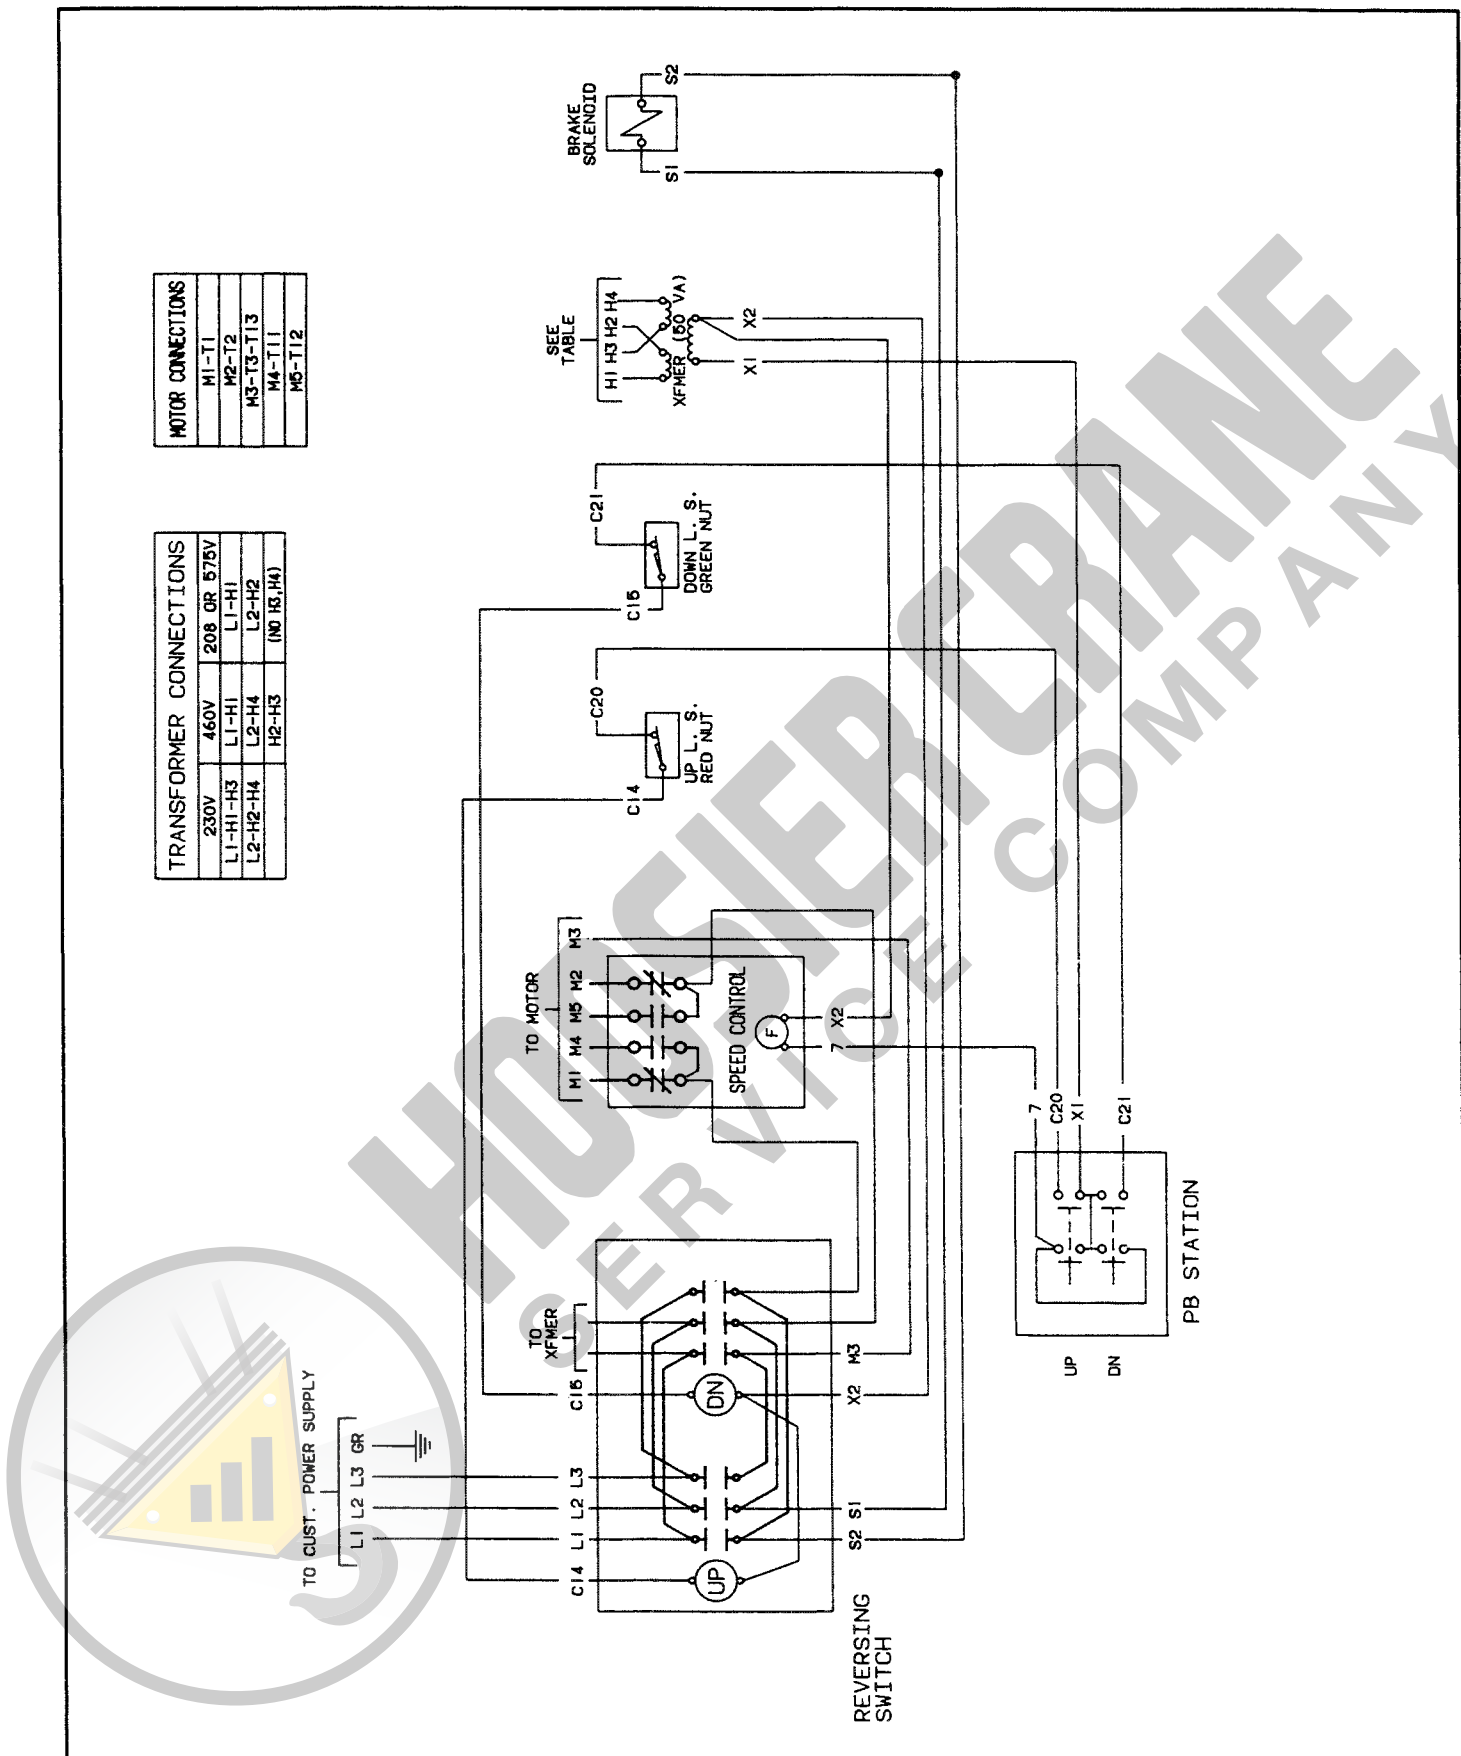 TO CUST. POWER SUPPLY
L1 L2 L3 GR
TRANSFORMER CONNECTIONS
230V 460V 208 OR 575V
L1-H1-H3 L1-H1 L1-H1
L2-H2-H4 L2-H4 L2-H2
H2-H3 (NO H3,H4)
MOTOR CONNECTIONS
M1-T1
M2-T2
M3-T3-T13
M4-T11
M5-T12
C14 L1 L2 L3 C15
TO
XFMER
UP
DN
S2 S1 X2 M3
REVERSING
SWITCH
TO MOTOR
M1 M4 M5 M2 M3
SPEED CONTROL
F
7 X2
C14
C20
UP L. S.
RED NUT
C15
C21
DOWN L. S.
GREEN NUT
SEE
TABLE
H1 H3 H2 H4
XFMER (50 VA)
X1 X2
BRAKE
SOLENOID
S1 S2
7
C20
X1
C21
UP
DN
PB STATION
HOOSIER CRANE
SERVICE COMPANY